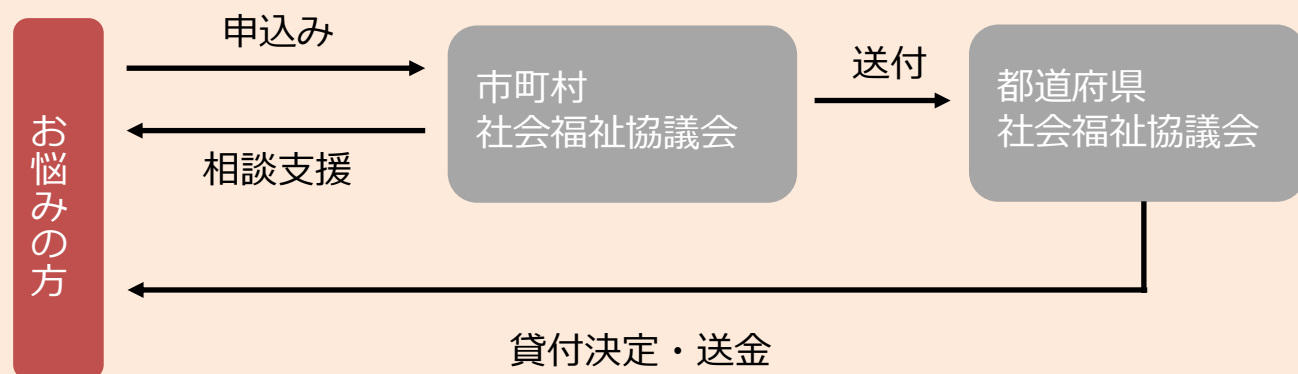 お悩みの方
申込み
相談支援
市町村
社会福祉協議会
送付
都道府県
社会福祉協議会
貸付決定・送金